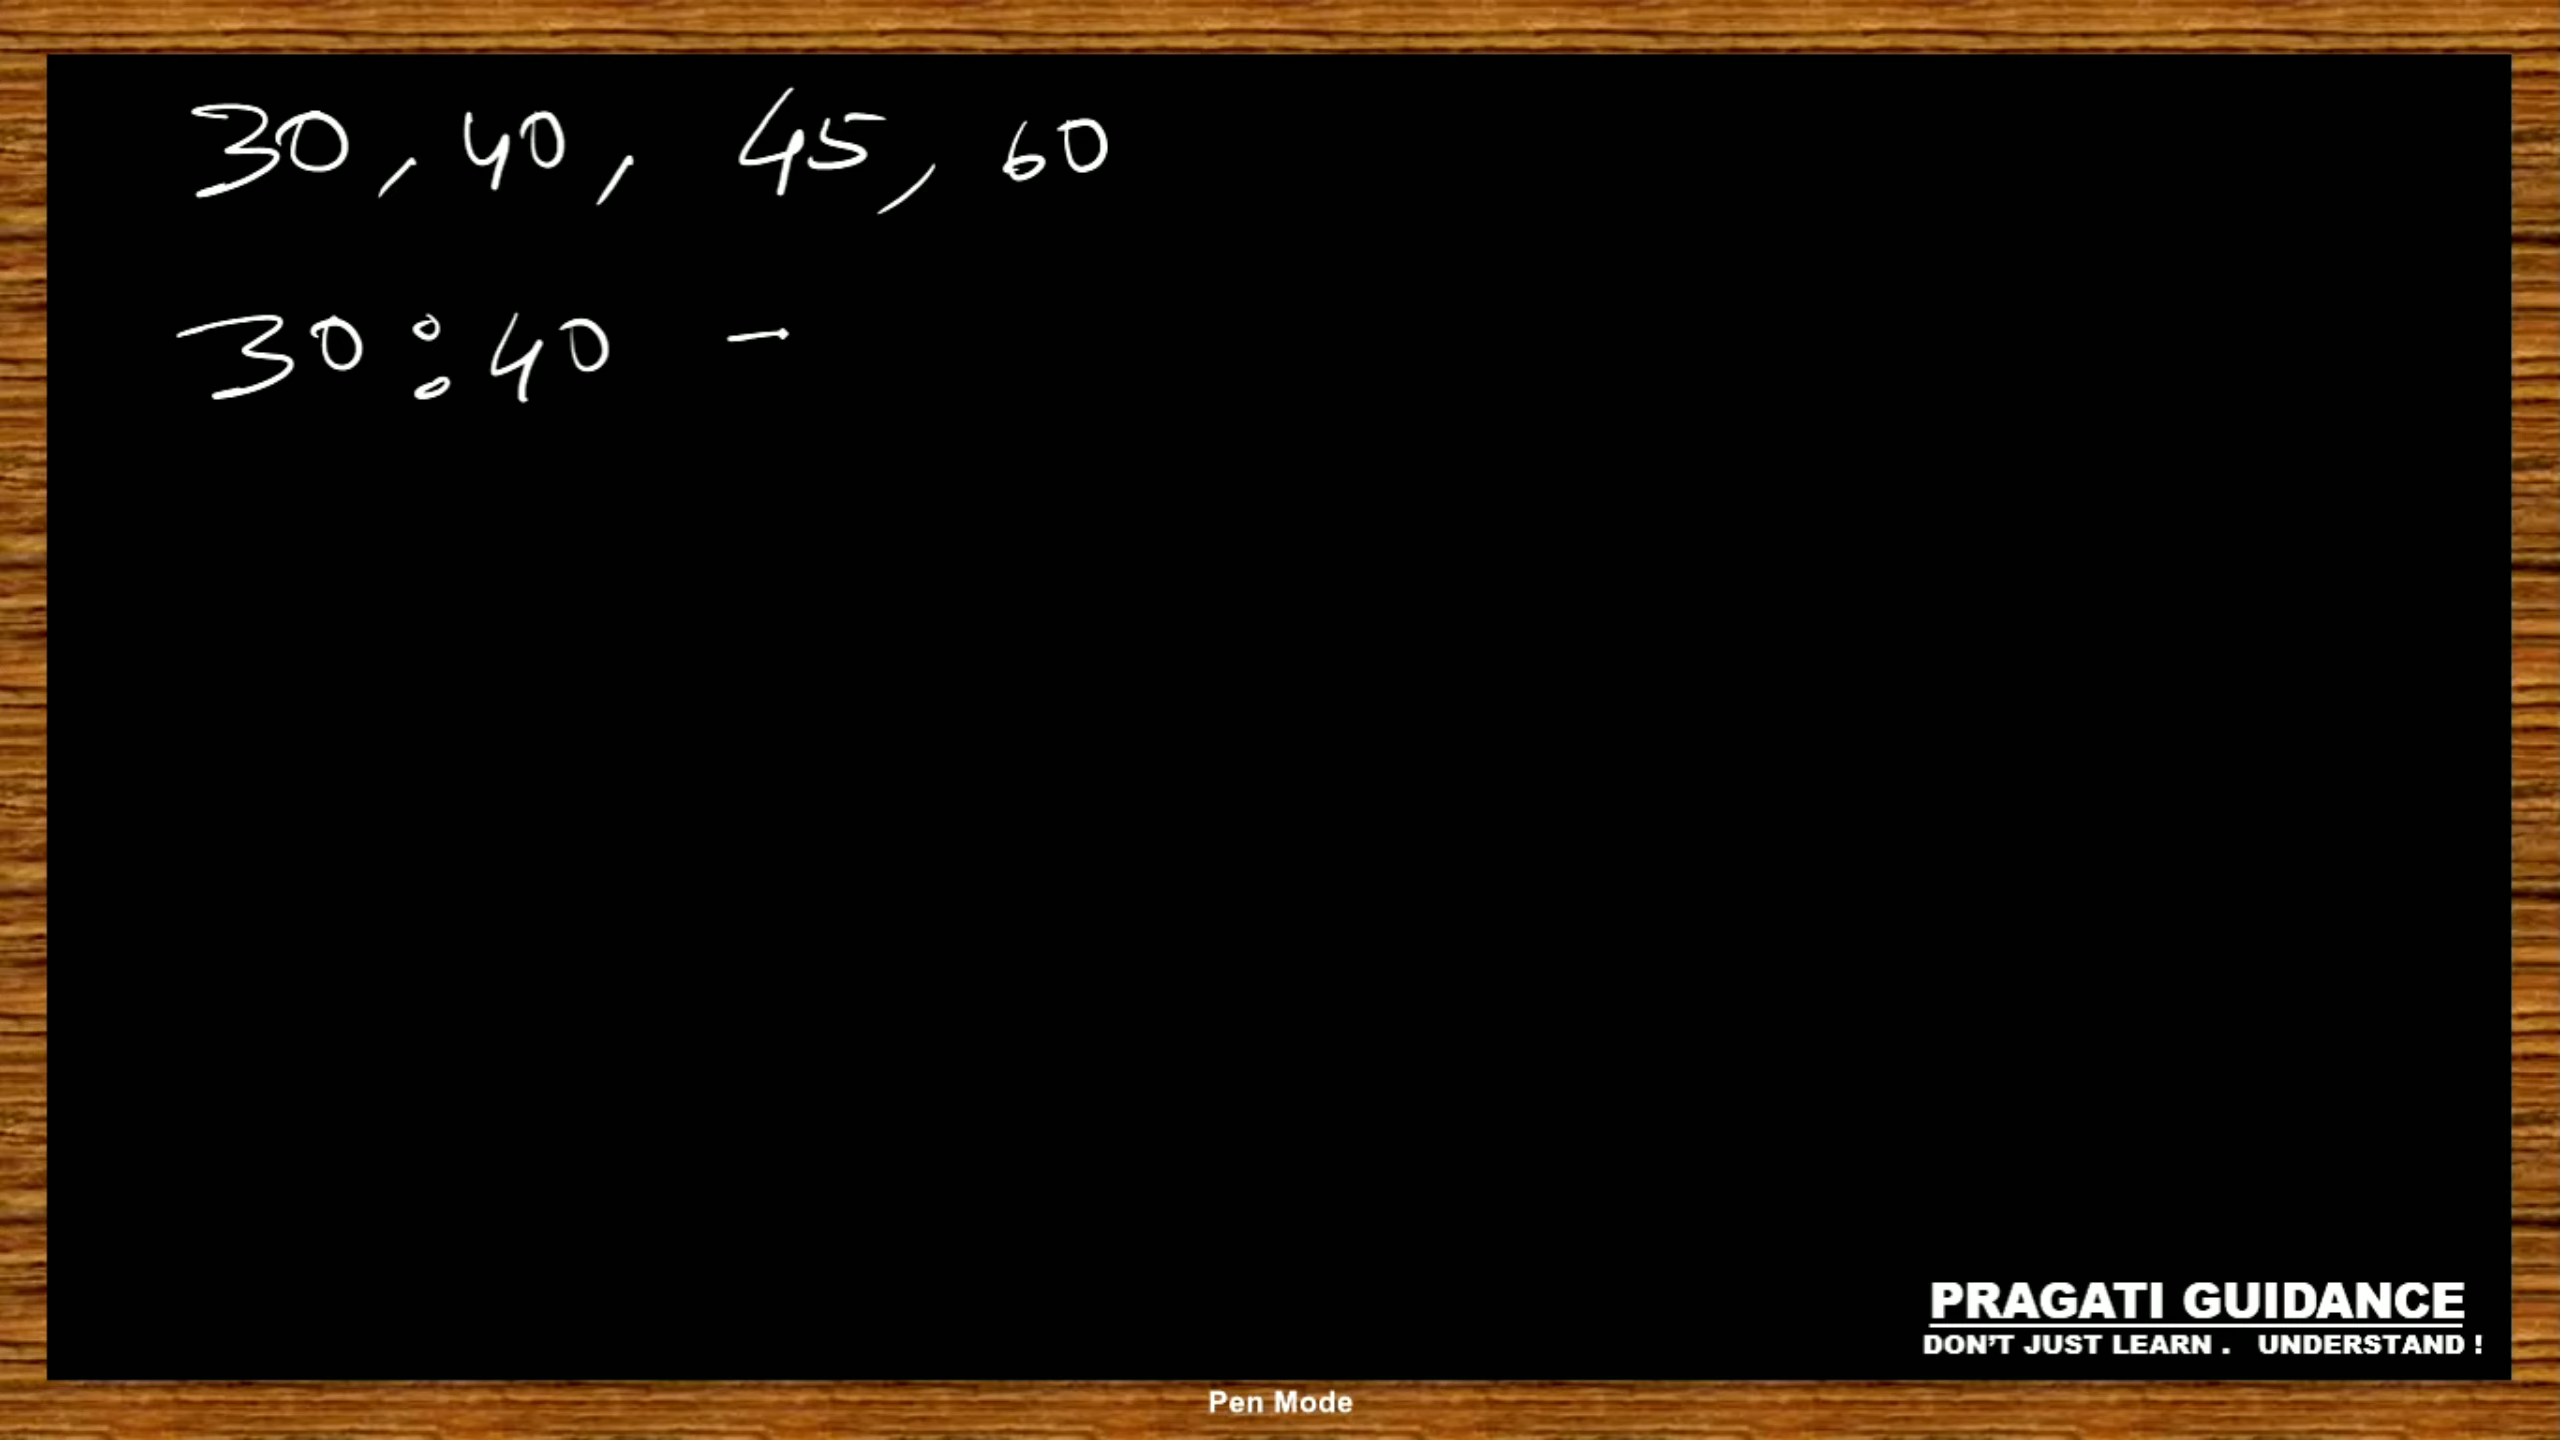 30, 40, 45, 60
30 : 40 -
PRAGATI GUIDANCE
DON'T JUST LEARN . UNDERSTAND !
Pen Mode